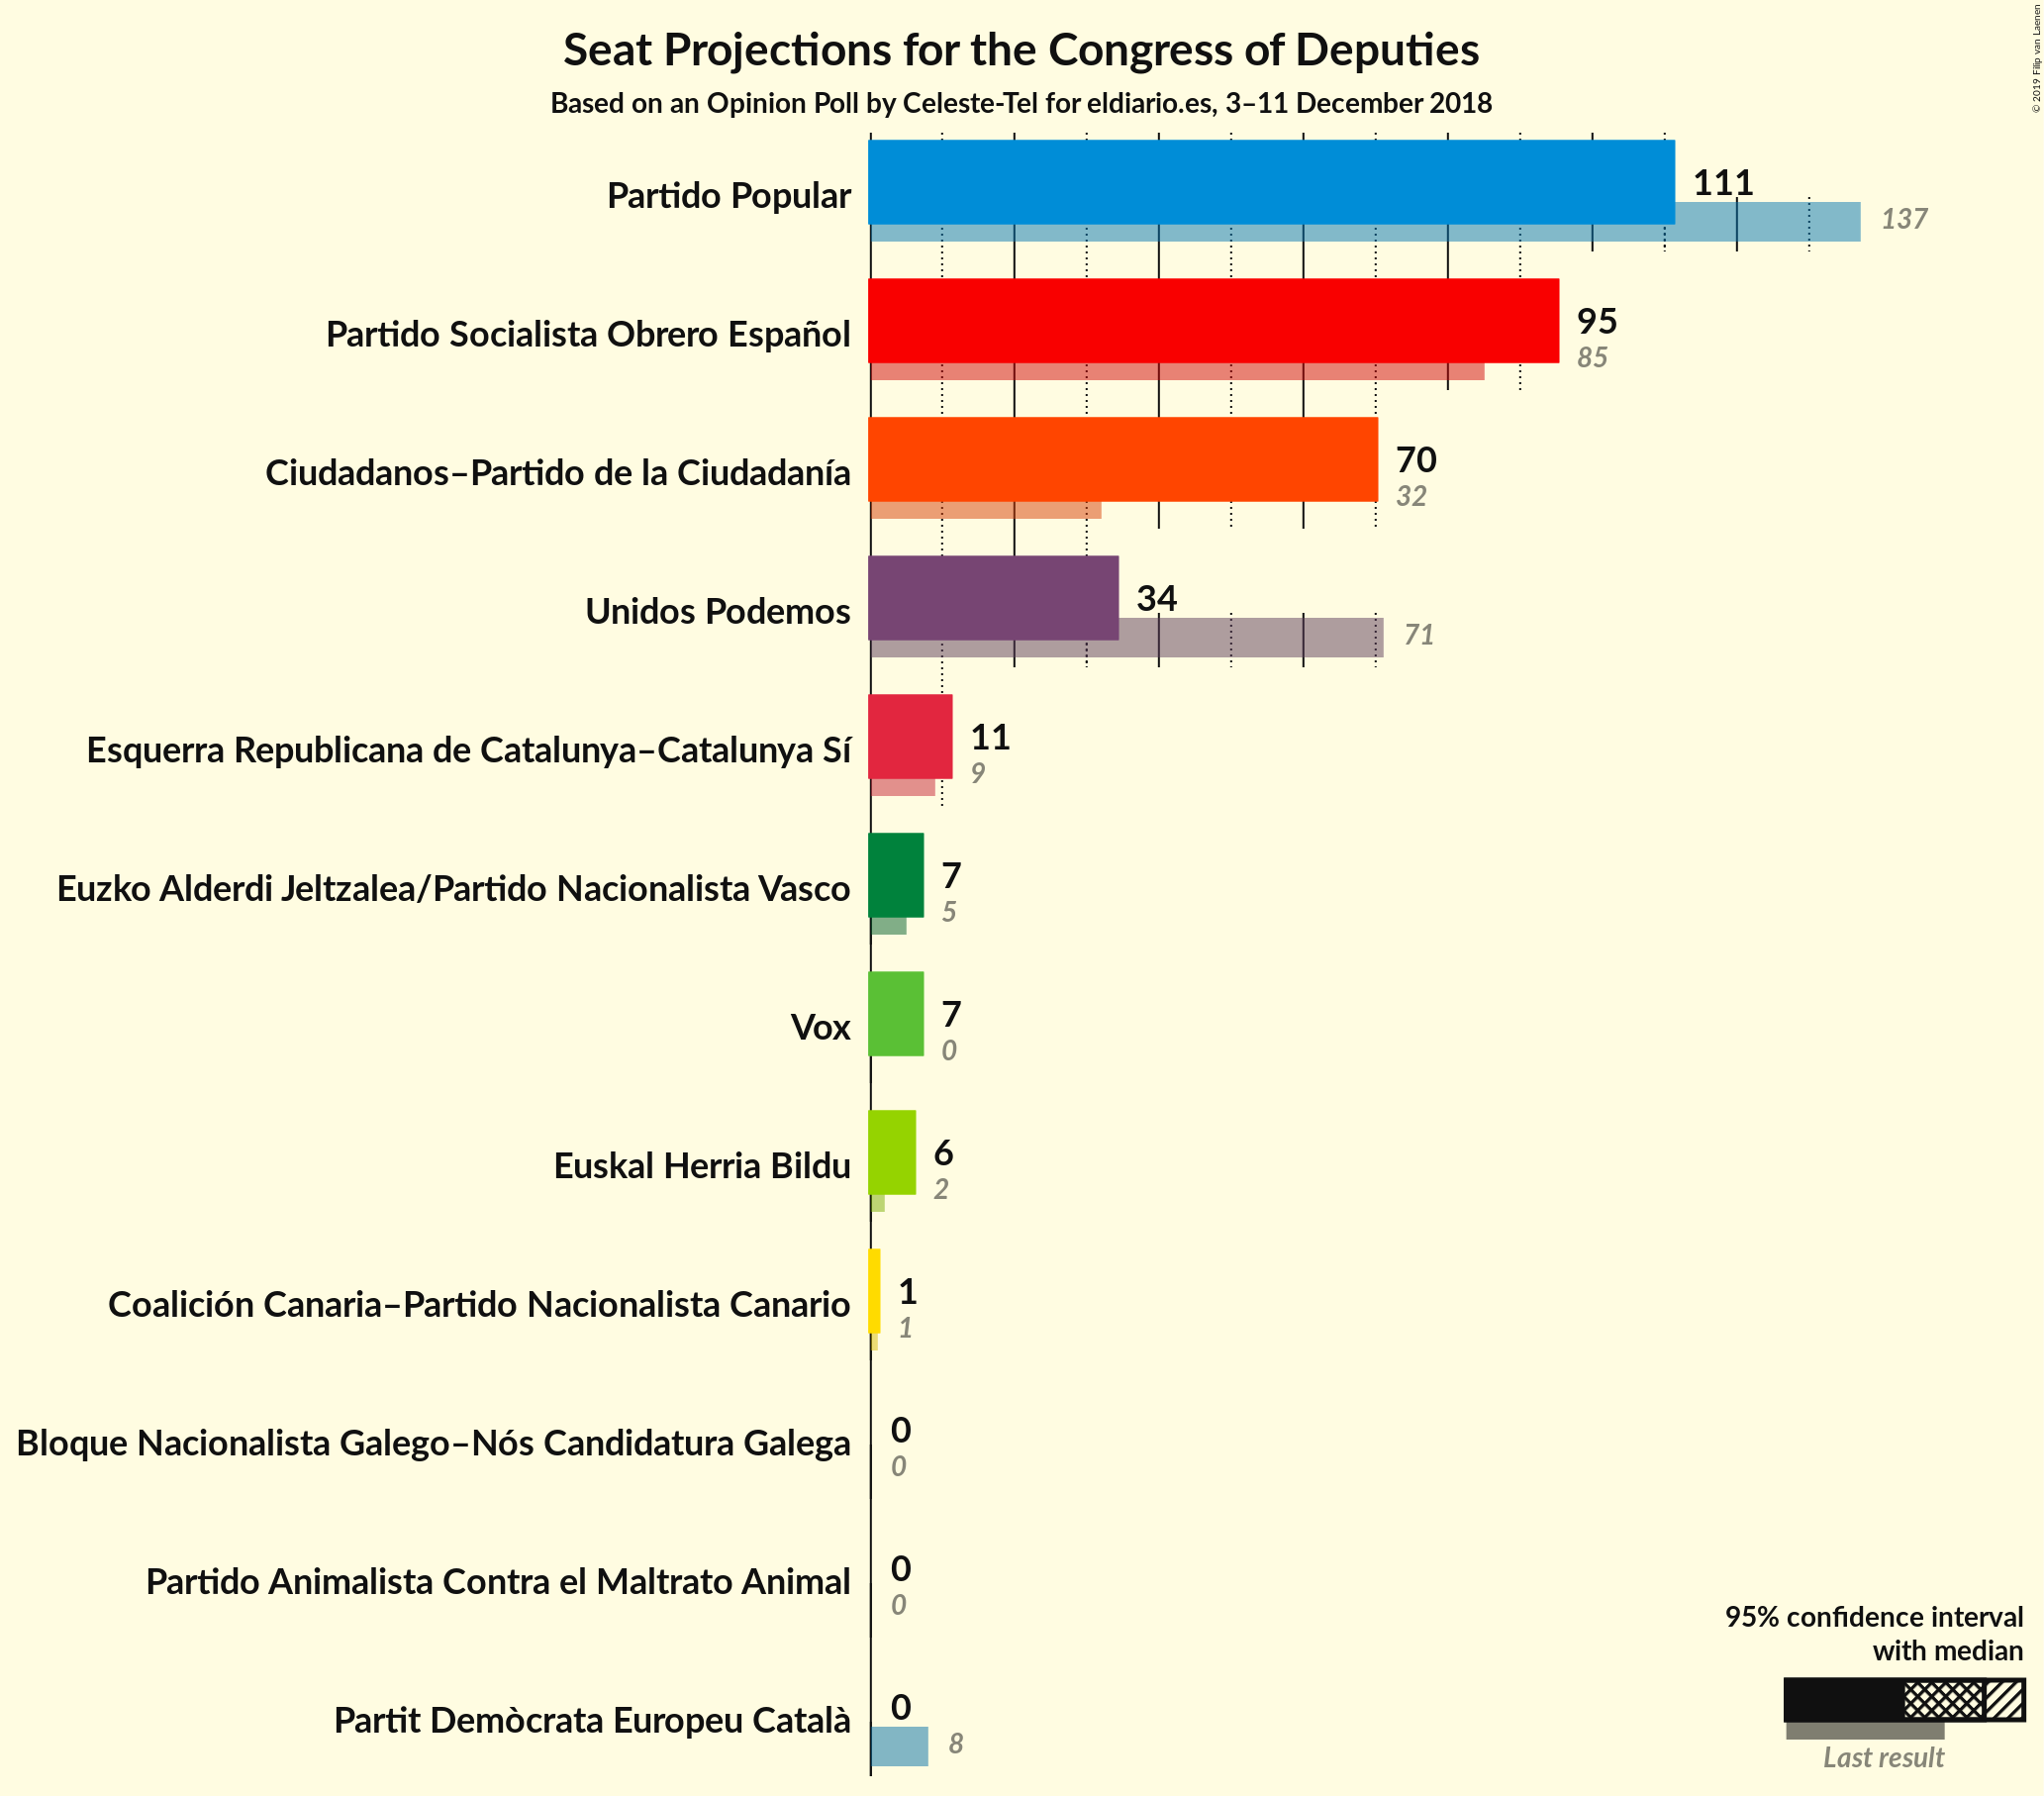 Seat Projections for the Congress of Deputies
Based on an Opinion Poll by Celeste-Tel for eldiario.es, 3–11 December 2018
© 2019 Filip van Laenen
Partido Popular
111
137
Partido Socialista Obrero Español
95
85
Ciudadanos–Partido de la Ciudadanía
70
32
Unidos Podemos
34
71
Esquerra Republicana de Catalunya–Catalunya Sí
11
9
Euzko Alderdi Jeltzalea/Partido Nacionalista Vasco
7
5
Vox
7
0
Euskal Herria Bildu
6
2
Coalición Canaria–Partido Nacionalista Canario
1
1
Bloque Nacionalista Galego–Nós Candidatura Galega
0
0
Partido Animalista Contra el Maltrato Animal
0
0
Partit Demòcrata Europeu Català
0
8
95% confidence interval
with median
Last result